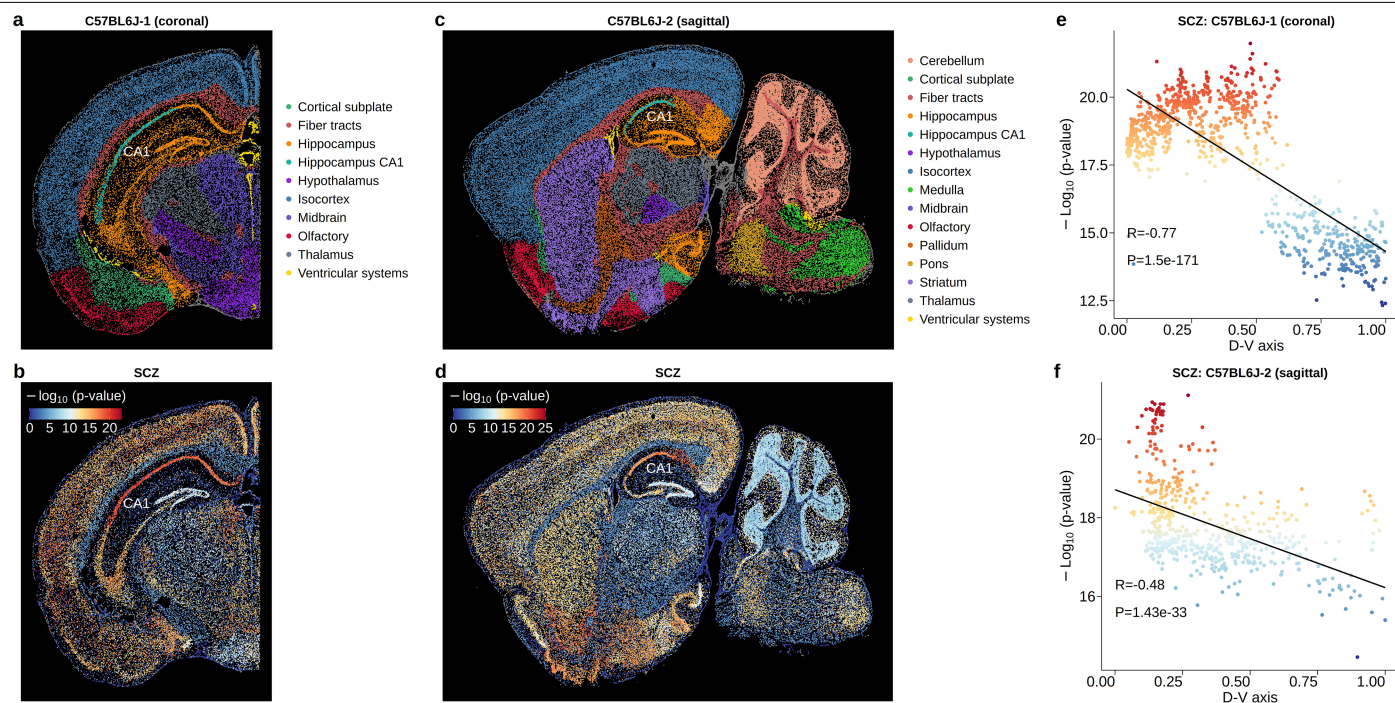 a
C57BL6J-1 (coronal)
CA1
Cortical subplate
Fiber tracts
Hippocampus
Hippocampus CA1
Hypothalamus
Isocortex
Midbrain
Olfactory
Thalamus
Ventricular systems
b
SCZ
− log10 (p-value)
0 5 10 15 20
CA1
c
C57BL6J-2 (sagittal)
CA1
Cerebellum
Cortical subplate
Fiber tracts
Hippocampus
Hippocampus CA1
Hypothalamus
Isocortex
Medulla
Midbrain
Olfactory
Pallidum
Pons
Striatum
Thalamus
Ventricular systems
d
SCZ
− log10 (p-value)
0 5 10 15 20 25
CA1
e
SCZ: C57BL6J-1 (coronal)
− Log10 (p-value)
20.0
17.5
15.0
12.5
R=-0.77
P=1.5e-171
0.00 0.25 0.50 0.75 1.00
D-V axis
f
SCZ: C57BL6J-2 (sagittal)
− Log10 (p-value)
20
18
16
R=-0.48
P=1.43e-33
0.00 0.25 0.50 0.75 1.00
D-V axis